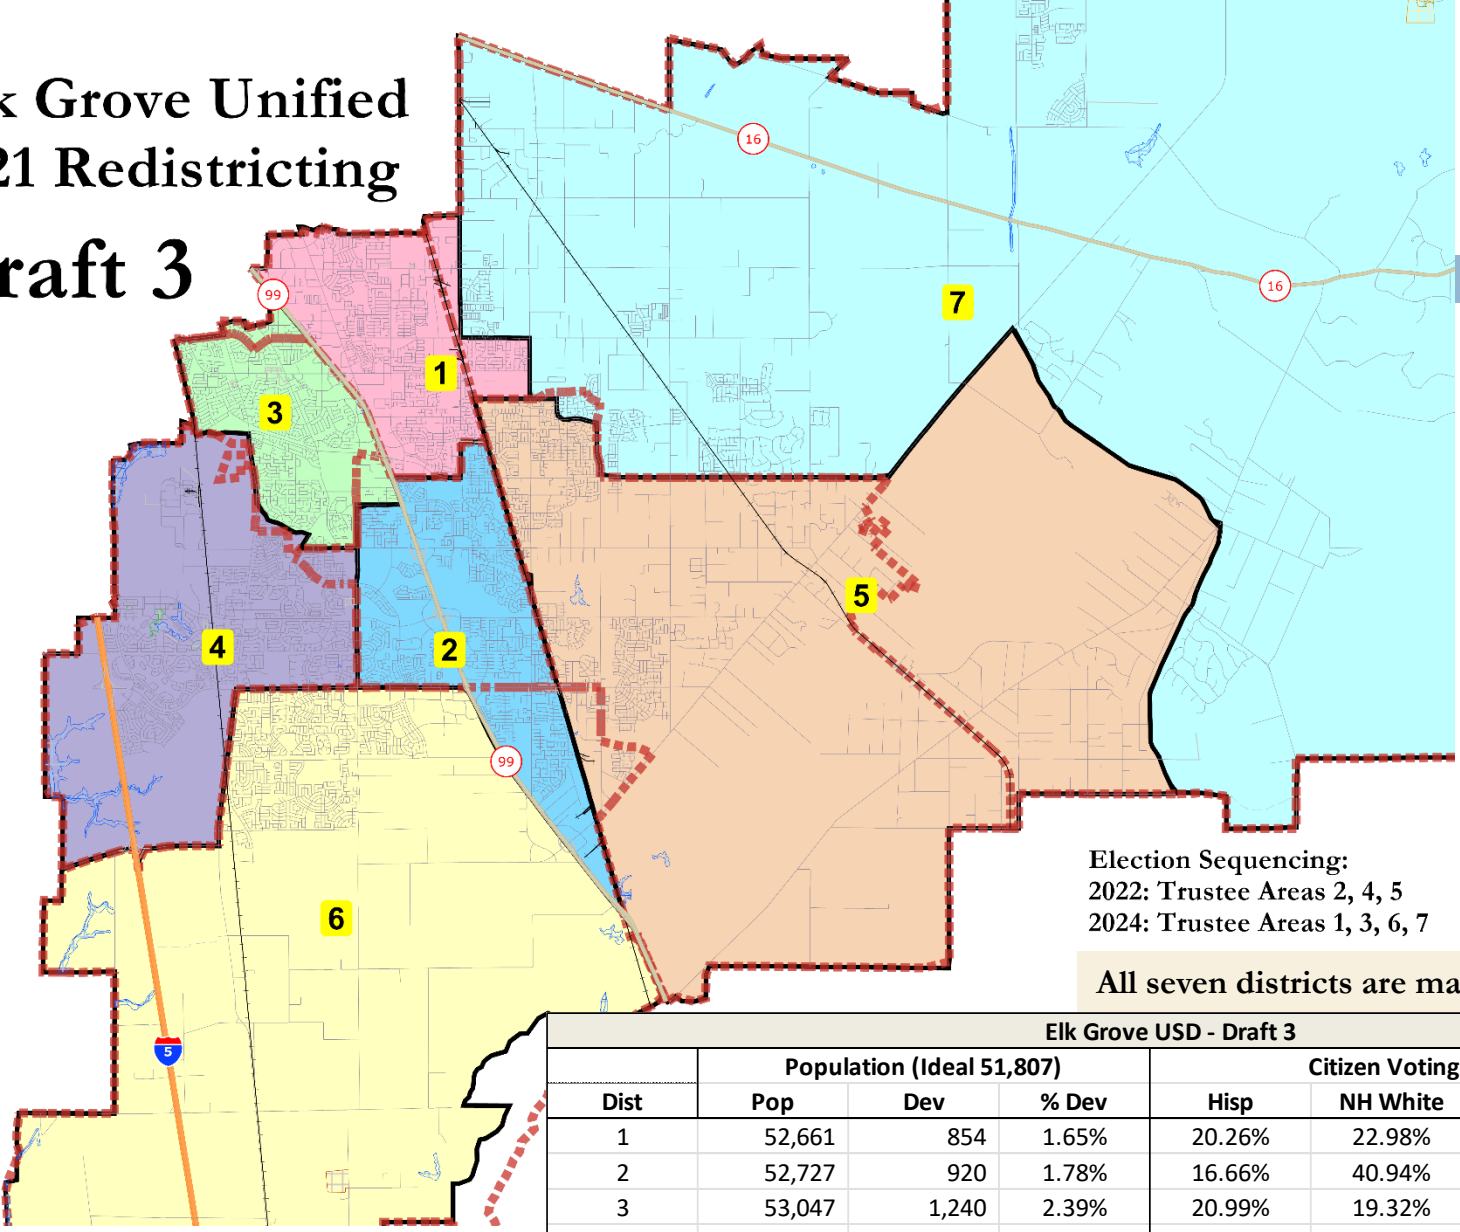 k Grove Unified
21 Redistricting
raft 3
16
16
99
7
1
3
5
4
2
99
6
5
Election Sequencing:
2022: Trustee Areas 2, 4, 5
2024: Trustee Areas 1, 3, 6, 7
All seven districts are ma
Elk Grove USD - Draft 3
Population (Ideal 51,807) Citizen Voting
Dist Pop Dev % Dev Hisp NH White
1 52,661 854 1.65% 20.26% 22.98%
2 52,727 920 1.78% 16.66% 40.94%
3 53,047 1,240 2.39% 20.99% 19.32%